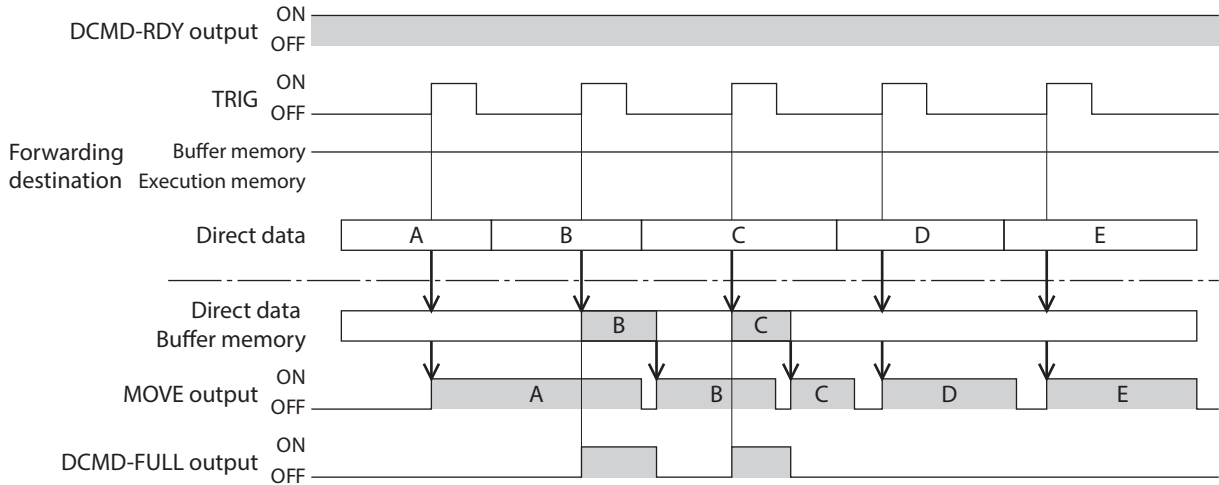 DCMD-RDY output ON
OFF
TRIG ON
OFF
Forwarding destination
Buffer memory
Execution memory
Direct data A B C D E
Direct data
Buffer memory
B C
MOVE output ON
OFF
A B C D E
DCMD-FULL output ON
OFF